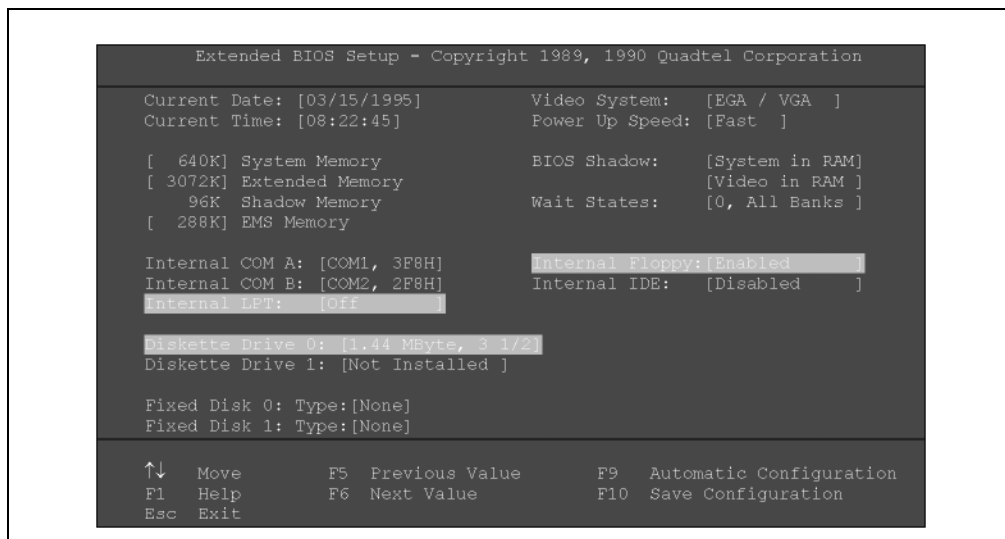 Extended BIOS Setup - Copyright 1989, 1990 Quadtel Corporation
Current Date: [03/15/1995] Video System: [EGA / VGA ]
Current Time: [08:22:45] Power Up Speed: [Fast ]
[ 640K] System Memory BIOS Shadow: [System in RAM]
[ 3072K] Extended Memory [Video in RAM ]
96K Shadow Memory Wait States: [0, All Banks ]
[ 288K] EMS Memory
Internal COM A: [COM1, 3F8H] Internal Floppy:[Enabled ]
Internal COM B: [COM2, 2F8H] Internal IDE: [Disabled ]
Internal LPT: [Off ]
Diskette Drive 0: [1.44 MByte, 3 1/2]
Diskette Drive 1: [Not Installed ]
Fixed Disk 0: Type:[None]
Fixed Disk 1: Type:[None]
↑↓ Move F5 Previous Value F9 Automatic Configuration
F1 Help F6 Next Value F10 Save Configuration
Esc Exit